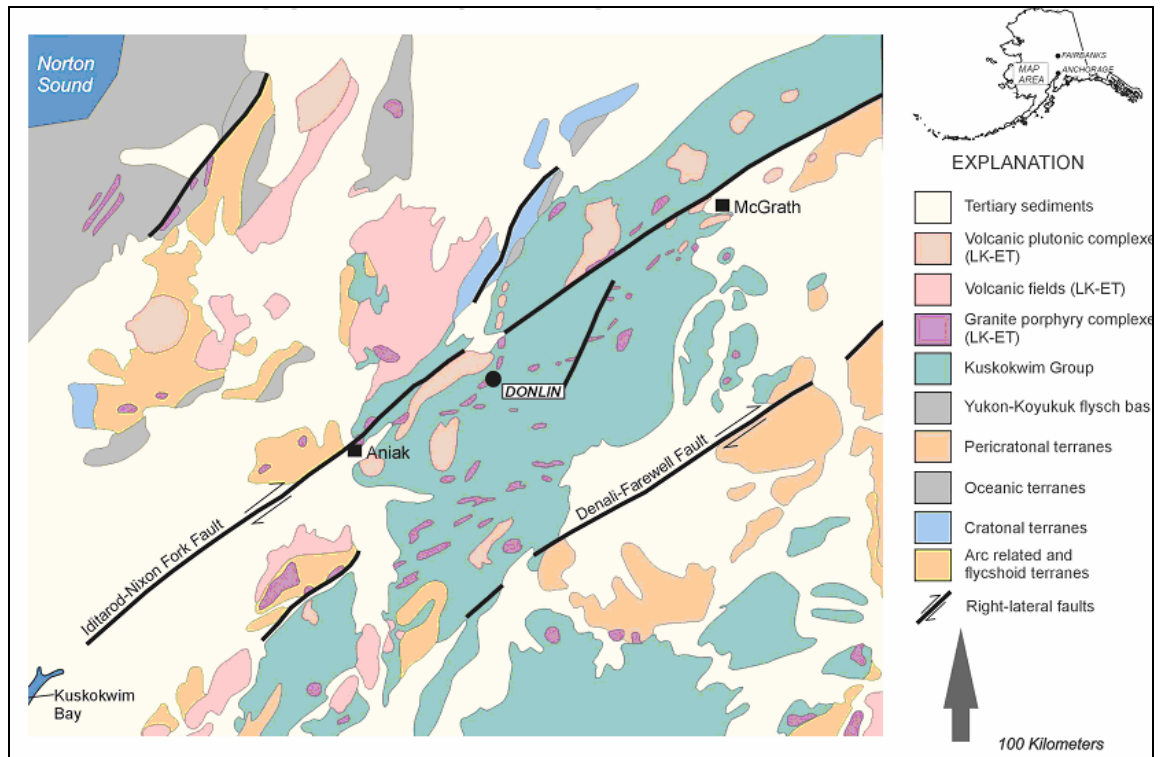 Norton
Sound
McGrath
DONLIN
Aniak
Denali-Farewell Fault
Iditarod-Nixon Fork Fault
Kuskokwim
Bay
FAIRBANKS
MAP
AREA
ANCHORAGE
EXPLANATION
Tertiary sediments
Volcanic plutonic complexe
(LK-ET)
Volcanic fields (LK-ET)
Granite porphyry complexe
(LK-ET)
Kuskokwim Group
Yukon-Koyukuk flysch bas
Pericratonal terranes
Oceanic terranes
Cratonal terranes
Arc related and
flycshoid terranes
Right-lateral faults
100 Kilometers